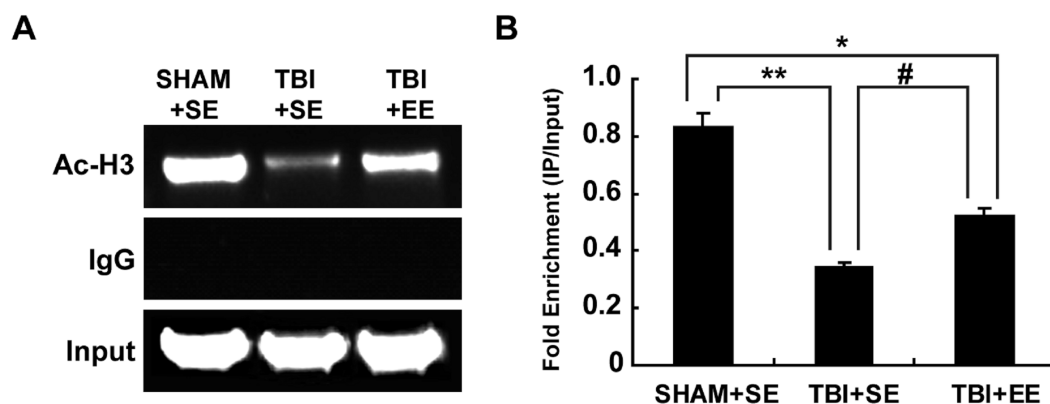 A
SHAM TBI TBI
+SE +SE +EE
Ac-H3
IgG
Input
B
*
** #
1.0
0.8
0.6
0.4
0.2
0
Fold Enrichment (IP/Input)
SHAM+SE TBI+SE TBI+EE